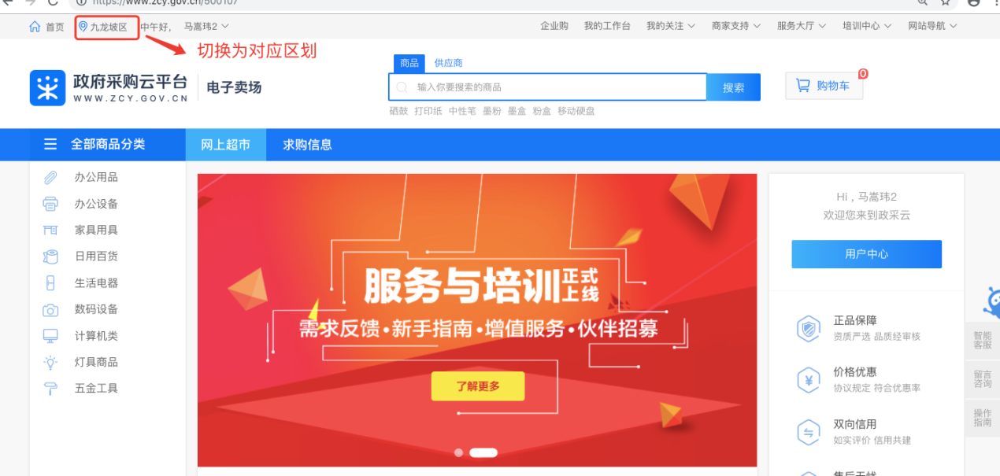 https://www.zcy.gov.cn/500107
首页 九龙坡区 中午好, 马嵩玮2
企业购 我的工作台 我的关注 商家支持 服务大厅 培训中心 网站导航
切换为对应区划
政府采购云平台
WWW.ZCY.GOV.CN
电子卖场
商品 供应商
输入你要搜索的商品
搜索
硒鼓 打印纸 中性笔 墨粉 墨盒 粉盒 移动硬盘
购物车
0
全部商品分类 网上超市 求购信息
办公用品
办公设备
家具用具
日用百货
生活电器
数码设备
计算机类
灯具商品
五金工具
服务与培训正式上线
需求反馈•新手指南•增值服务•伙伴招募
了解更多
Hi , 马嵩玮2
欢迎您来到政采云
用户中心
正品保障
资质严选 品质经审核
价格优惠
协议规定 符合优惠率
双向信用
如实评价 信用共建
售后无忧
智能
客服
留言
咨询
操作
指南